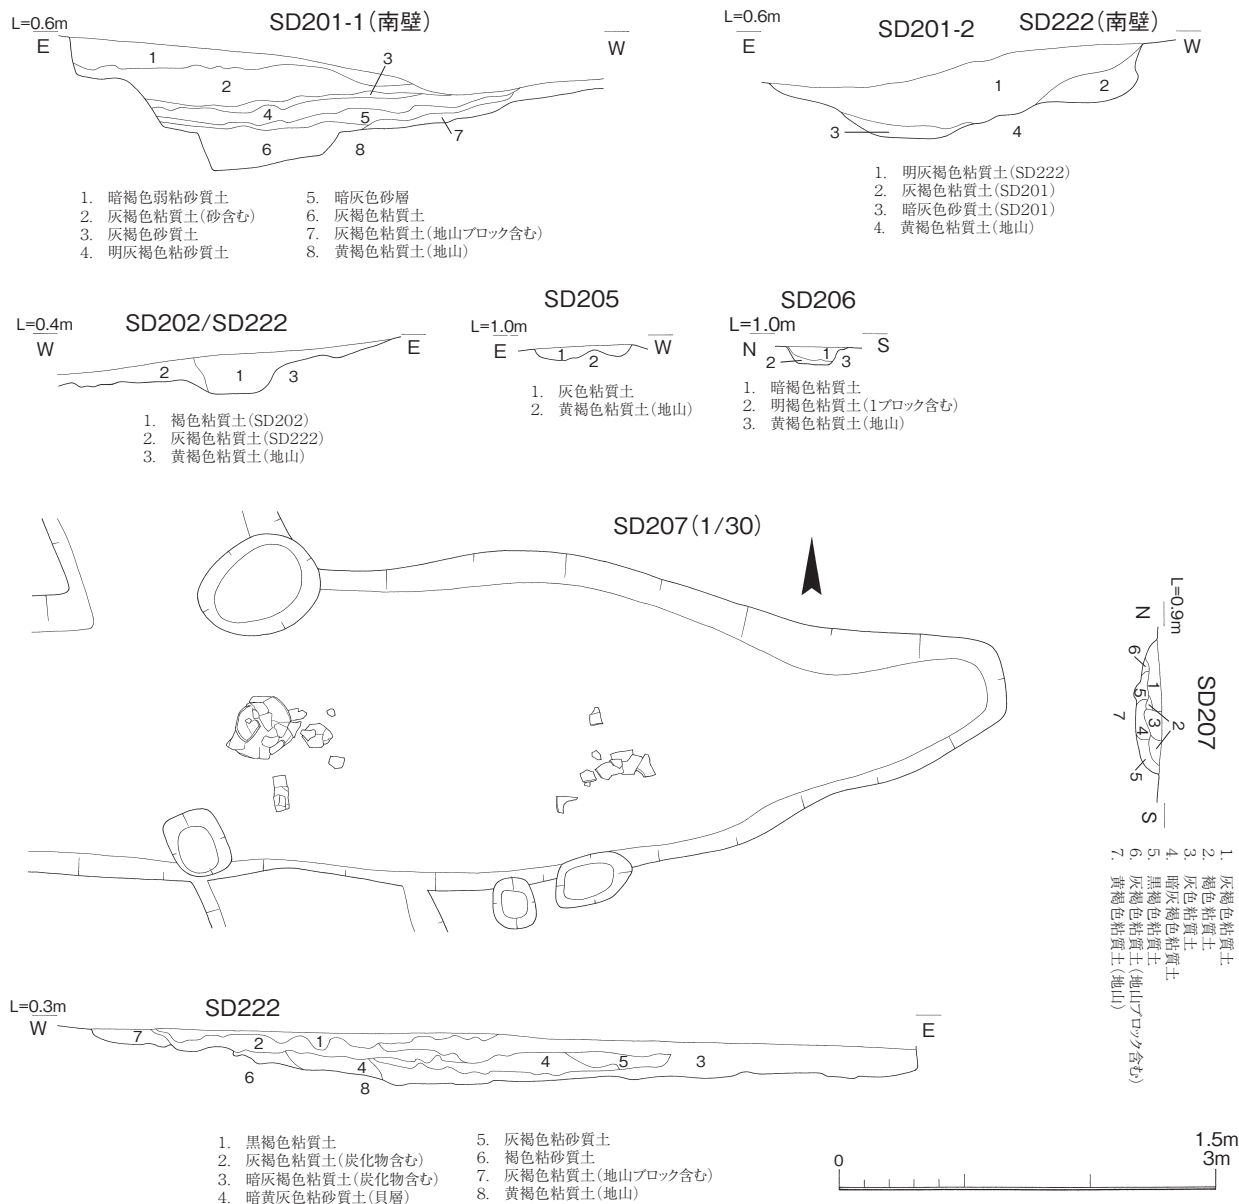 SD201-1(南壁)
L=0.6m
E
W
1
2
3
4
5
6
7
8
1. 暗褐色弱粘砂質土
2. 灰褐色粘質土(砂含む)
3. 灰褐色砂質土
4. 明灰褐色粘砂質土
5. 暗灰色砂層
6. 灰褐色粘質土
7. 灰褐色粘質土(地山ブロック含む)
8. 黄褐色粘質土(地山)
L=0.6m
E
SD201-2
SD222(南壁)
W
1
2
3
4
1. 明灰褐色粘質土(SD222)
2. 灰褐色粘質土(SD201)
3. 暗灰色砂質土(SD201)
4. 黄褐色粘質土(地山)
L=0.4m
W
SD202/SD222
E
2
1
3
1. 褐色粘質土(SD202)
2. 灰褐色粘質土(SD222)
3. 黄褐色粘質土(地山)
SD205
L=1.0m
E
W
1
2
1. 灰色粘質土
2. 黄褐色粘質土(地山)
SD206
L=1.0m
N
S
1
2
3
1. 暗褐色粘質土
2. 明褐色粘質土(1ブロック含む)
3. 黄褐色粘質土(地山)
SD207(1/30)
L=0.9m
N
SD207
S
6
1
5
2
3
7
4
5
1. 灰褐色粘質土
2. 褐色粘質土
3. 灰色粘質土
4. 暗灰褐色粘質土
5. 黒褐色粘質土
6. 灰褐色粘質土(地山ブロック含む)
7. 黄褐色粘質土(地山)
L=0.3m
W
SD222
E
7
2
1
4
4
5
3
6
8
1. 黒褐色粘質土
2. 灰褐色粘質土(炭化物含む)
3. 暗灰褐色粘質土(炭化物含む)
4. 暗黄灰色粘砂質土(貝層)
5. 灰褐色粘砂質土
6. 褐色粘砂質土
7. 灰褐色粘質土(地山ブロック含む)
8. 黄褐色粘質土(地山)
1.5m
0
3m